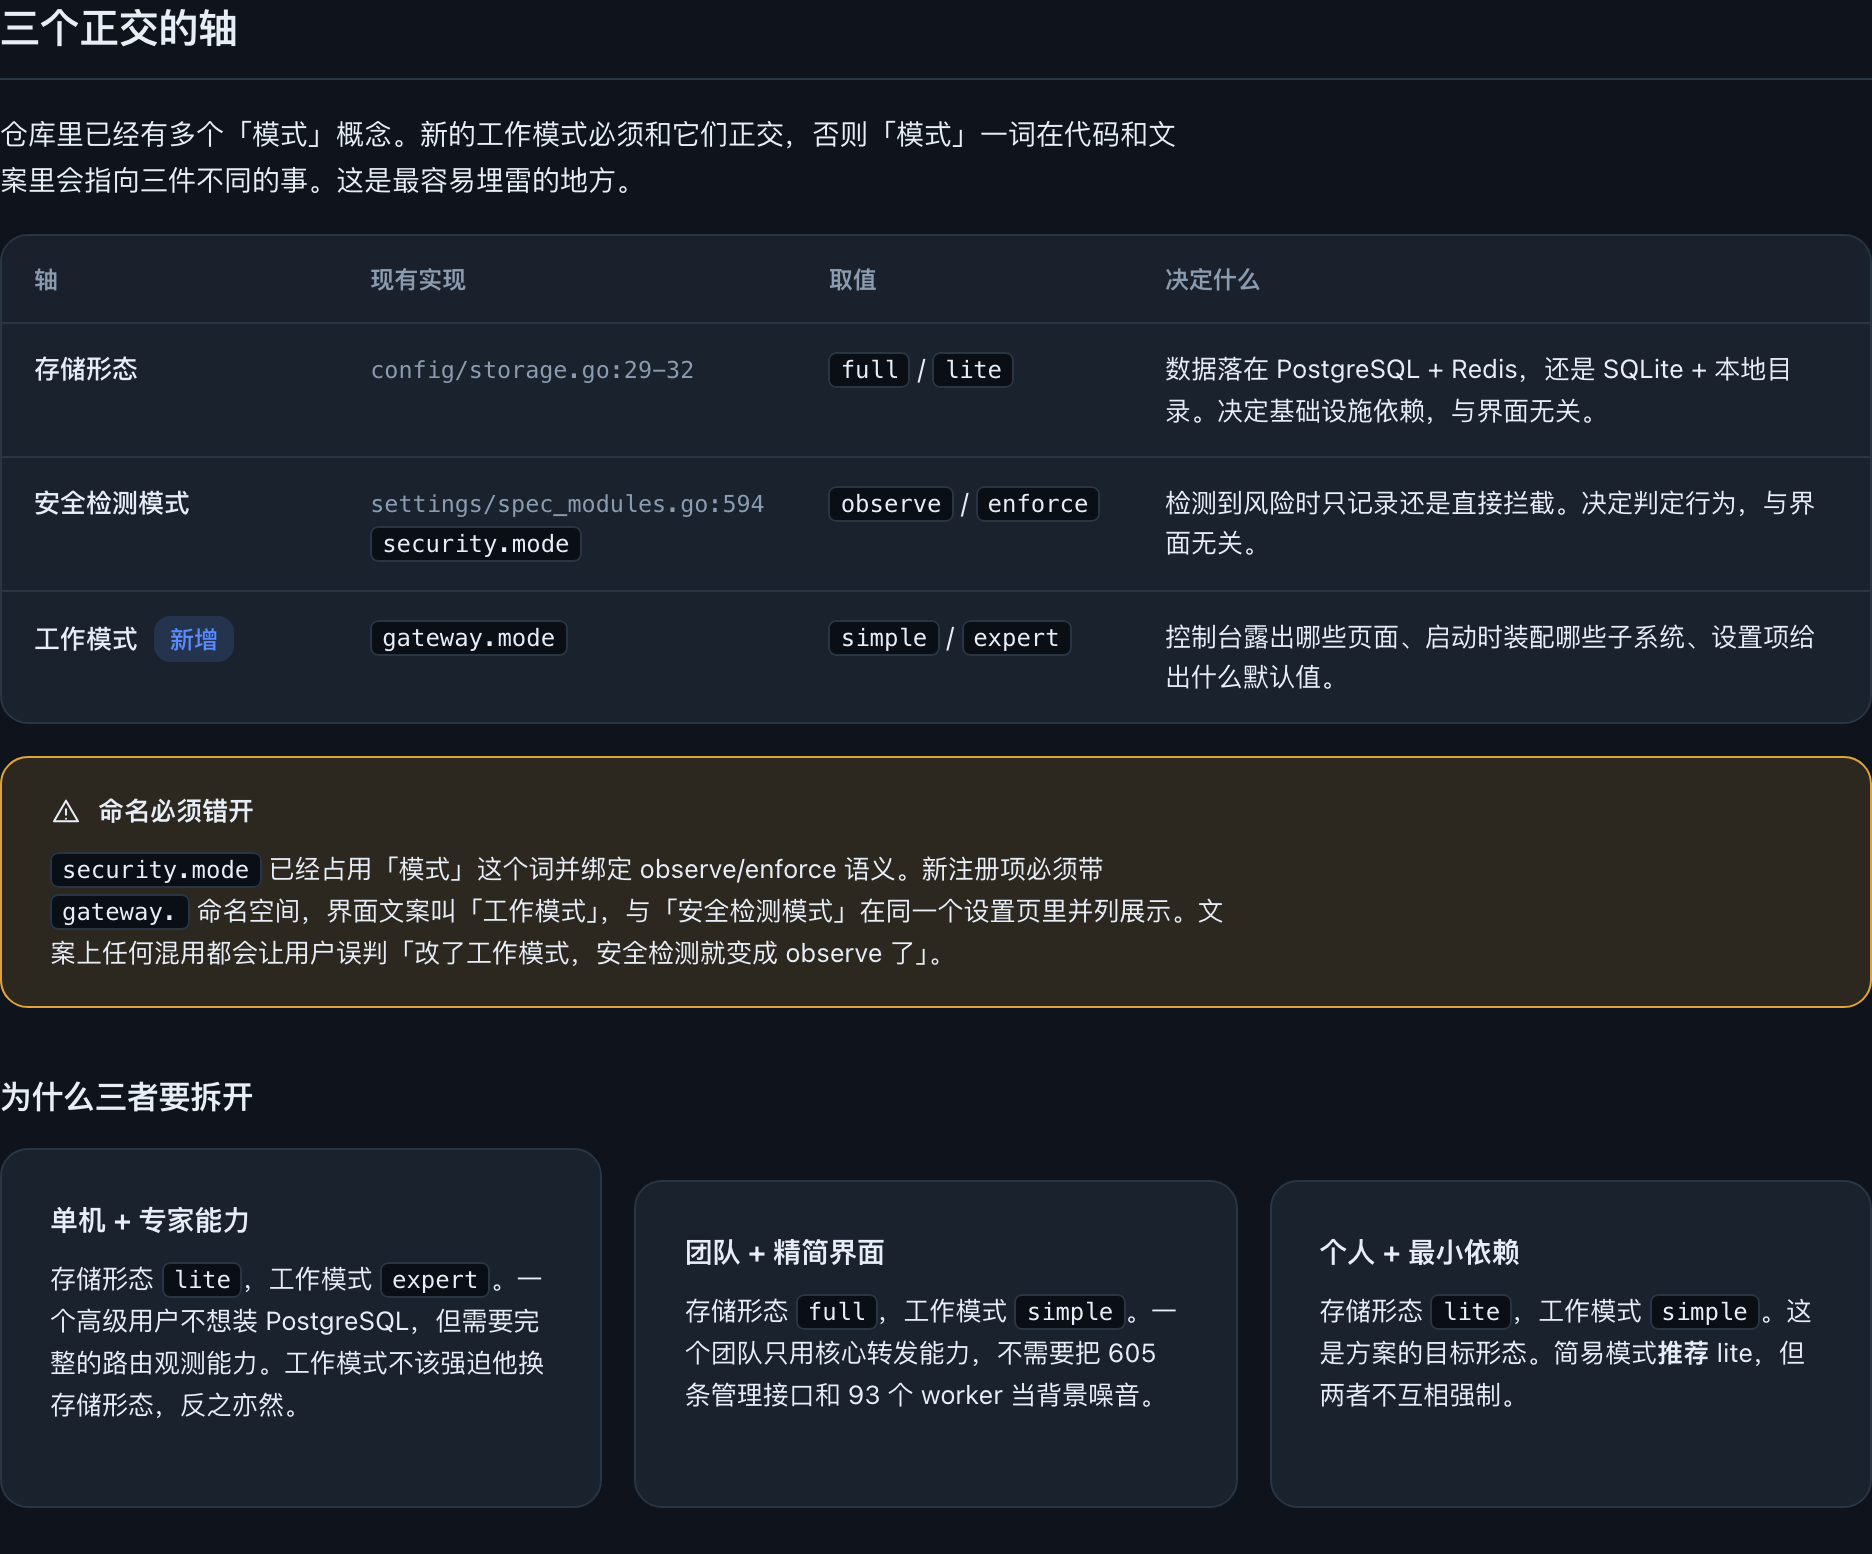 三个正交的轴
仓库里已经有多个「模式」概念。新的工作模式必须和它们正交，否则「模式」一词在代码和文
案里会指向三件不同的事。这是最容易埋雷的地方。
轴 现有实现 取值 决定什么
存储形态 config/storage.go:29–32 full / lite 数据落在 PostgreSQL + Redis，还是 SQLite + 本地目
录。决定基础设施依赖，与界面无关。
安全检测模式 settings/spec_modules.go:594 observe / enforce 检测到风险时只记录还是直接拦截。决定判定行为，与界
security.mode 面无关。
工作模式 新增 gateway.mode simple / expert 控制台露出哪些页面、启动时装配哪些子系统、设置项给
出什么默认值。
⚠ 命名必须错开
security.mode 已经占用「模式」这个词并绑定 observe/enforce 语义。新注册项必须带
gateway. 命名空间，界面文案叫「工作模式」，与「安全检测模式」在同一个设置页里并列展示。文
案上任何混用都会让用户误判「改了工作模式，安全检测就变成 observe 了」。
为什么三者要拆开
单机 + 专家能力
存储形态 lite，工作模式 expert。一
个高级用户不想装 PostgreSQL，但需要完
整的路由观测能力。工作模式不该强迫他换
存储形态，反之亦然。
团队 + 精简界面
存储形态 full，工作模式 simple。一
个团队只用核心转发能力，不需要把 605
条管理接口和 93 个 worker 当背景噪音。
个人 + 最小依赖
存储形态 lite，工作模式 simple。这
是方案的目标形态。简易模式推荐 lite，但
两者不互相强制。